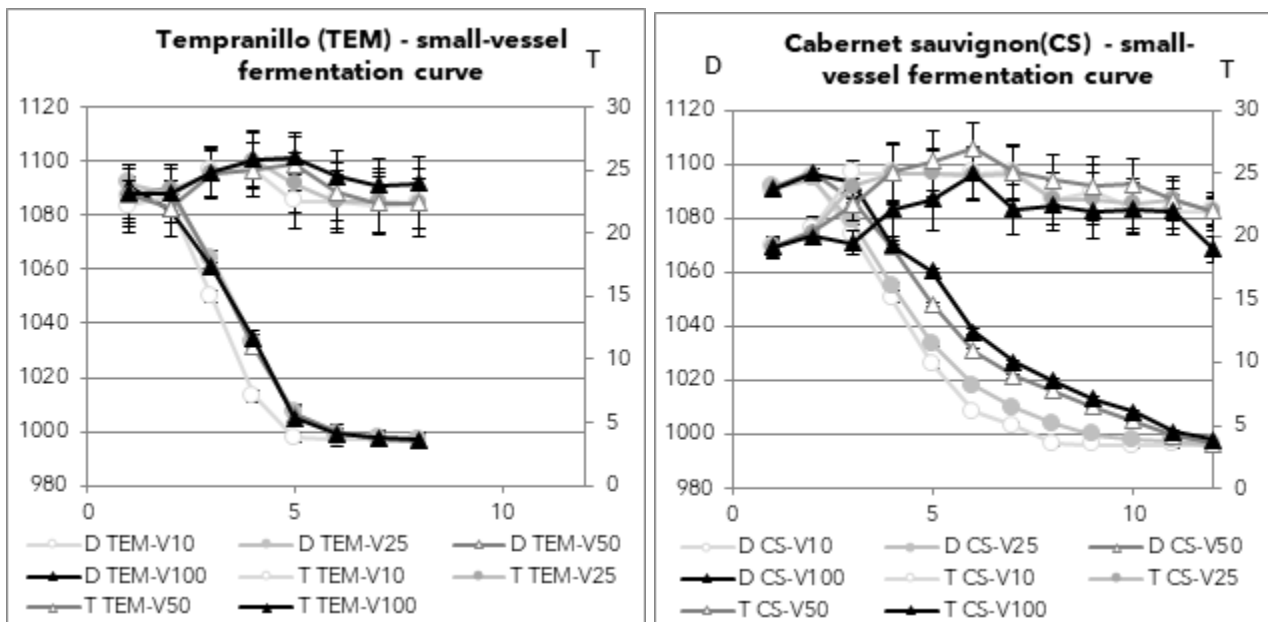 Tempranillo (TEM) - small-vessel
fermentation curve
T
1120
1100
1080
1060
1040
1020
1000
980
30
25
20
15
10
5
0
0
5
10
D TEM-V10
D TEM-V25
D TEM-V50
D TEM-V100
T TEM-V10
T TEM-V25
T TEM-V50
T TEM-V100
Cabernet sauvignon(CS) - small-
vessel fermentation curve
D
T
1120
1100
1080
1060
1040
1020
1000
980
30
25
20
15
10
5
0
0
5
10
D CS-V10
D CS-V25
D CS-V50
D CS-V100
T CS-V10
T CS-V25
T CS-V50
T CS-V100